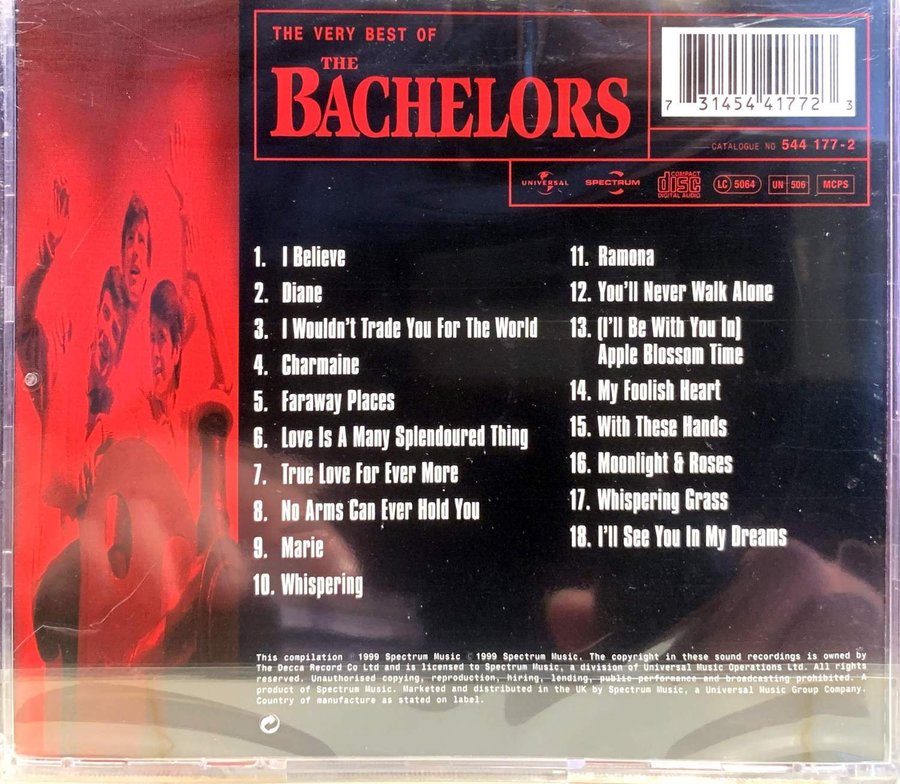 THE VERY BEST OF
THE
BACHELORS
7 31454 41772 3
CATALOGUE NO 544 177-2
UNIVERSAL
SPECTRUM
COMPACT
disc
DIGITAL AUDIO
LC 5064
UN 506
MCPS
1. I Believe
2. Diane
3. I Wouldn't Trade You For The World
4. Charmaine
5. Faraway Places
6. Love Is A Many Splendoured Thing
7. True Love For Ever More
8. No Arms Can Ever Hold You
9. Marie
10. Whispering
11. Ramona
12. You'll Never Walk Alone
13. (I'll Be With You In)
Apple Blossom Time
14. My Foolish Heart
15. With These Hands
16. Moonlight & Roses
17. Whispering Grass
18. I'll See You In My Dreams
This compilation ℗ 1999 Spectrum Music © 1999 Spectrum Music. The copyright in these sound recordings is owned by
The Decca Record Co Ltd and is licensed to Spectrum Music, a division of Universal Music Operations Ltd. All rights
reserved. Unauthorised copying, reproduction, hiring, lending, public performance and broadcasting prohibited. A
product of Spectrum Music. Marketed and distributed in the UK by Spectrum Music, a Universal Music Group Company.
Country of manufacture as stated on label.